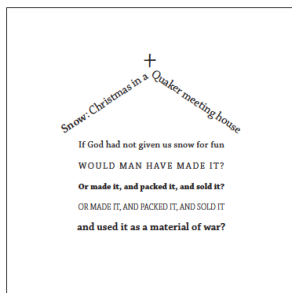 Snow: Christmas in a Quaker meeting house
If God had not given us snow for fun
WOULD MAN HAVE MADE IT?
Or made it, and packed it, and sold it?
OR MADE IT, AND PACKED IT, AND SOLD IT
and used it as a material of war?